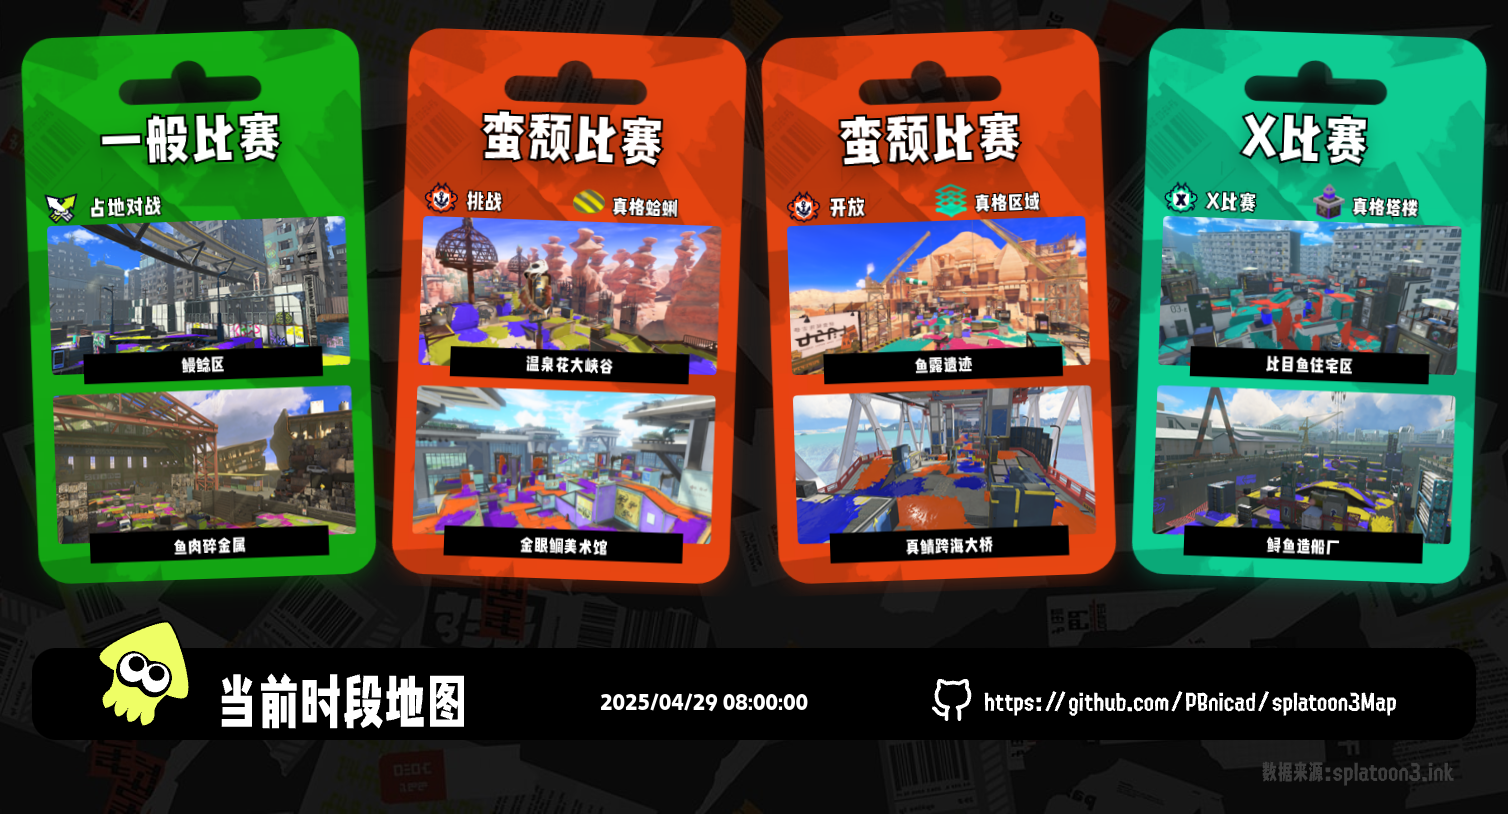 一般比赛
占地对战
鳗鲶区
鱼肉碎金属
蛮颓比赛
挑战
真格蛤蜊
温泉花大峡谷
金眼鲷美术馆
蛮颓比赛
开放
真格区域
鱼露遗迹
真鲭跨海大桥
X比赛
X比赛
真格塔楼
比目鱼住宅区
鲟鱼造船厂
当前时段地图
2025/04/29 08:00:00
https://github.com/PBnicad/splatoon3Map
数据来源:splatoon3.ink